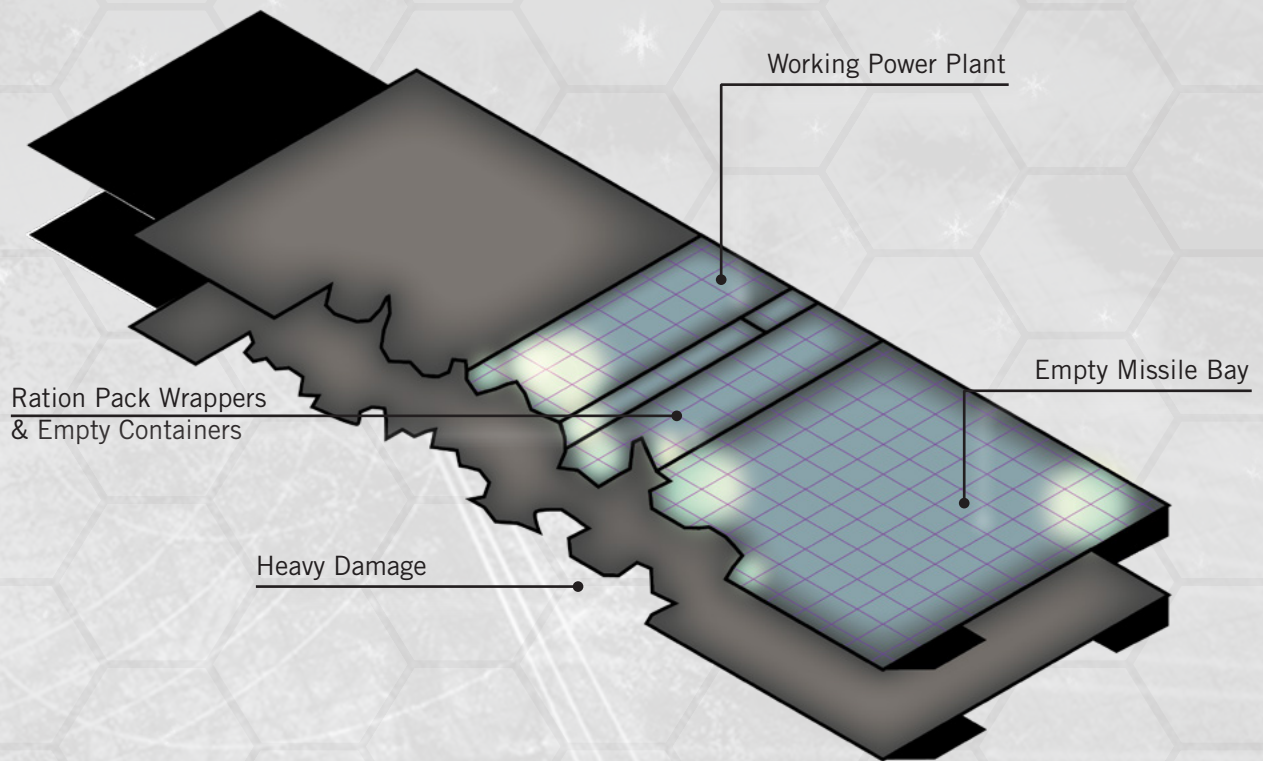 Working Power Plant
Empty Missile Bay
Ration Pack Wrappers
& Empty Containers
Heavy Damage